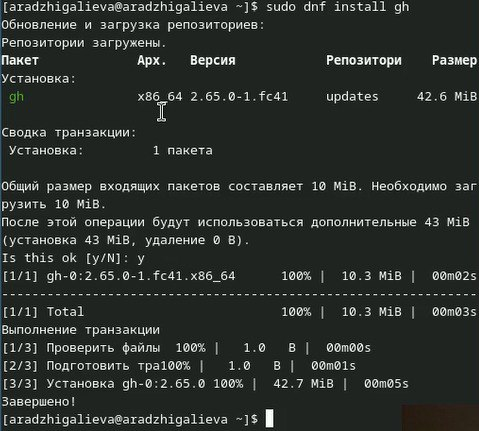 [aradzhigalieva@aradzhigalieva ~]$ sudo dnf install gh
Обновление и загрузка репозиториев:
Репозитории загружены.
Пакет Арх. Версия Репозитори Размер
Установка:
gh x86_64 2.65.0-1.fc41 updates 42.6 MiB
Сводка транзакции:
Установка: 1 пакета
Общий размер входящих пакетов составляет 10 MiB. Необходимо заг
рузить 10 MiB.
После этой операции будут использоваться дополнительные 43 MiB
(установка 43 MiB, удаление 0 B).
Is this ok [y/N]: y
[1/1] gh-0:2.65.0-1.fc41.x86_64 100% | 10.3 MiB | 00m02s
----------------------------------------------------------------
[1/1] Total 100% | 10.3 MiB | 00m03s
Выполнение транзакции
[1/3] Проверить файлы 100% | 1.0 B | 00m00s
[2/3] Подготовить тра100% | 1.0 B | 00m01s
[3/3] Установка gh-0:2.65.0 100% | 42.7 MiB | 00m05s
Завершено!
[aradzhigalieva@aradzhigalieva ~]$